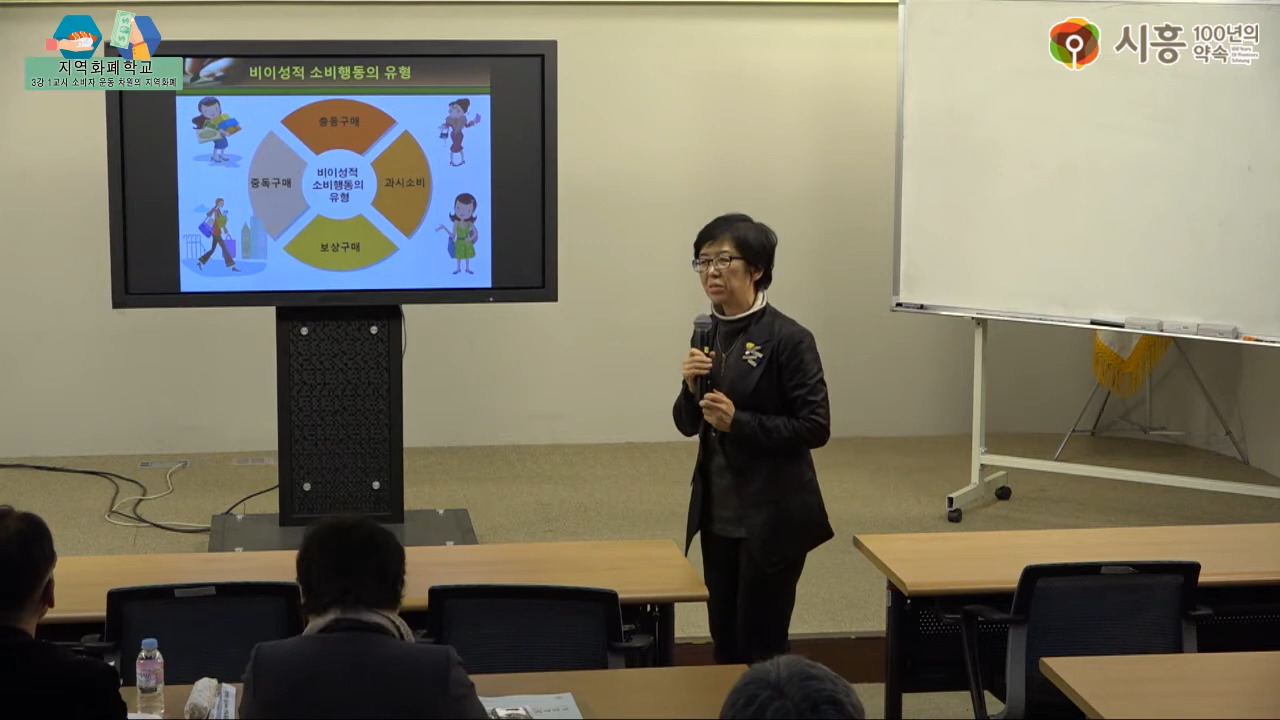 지역화폐학교
3강 1교시 소비자 운동 차원의 지역화폐
시흥
100년의
약속
비이성적 소비행동의 유형
충동구매
중독구매
비이성적
소비행동의
유형
과시소비
보상구매